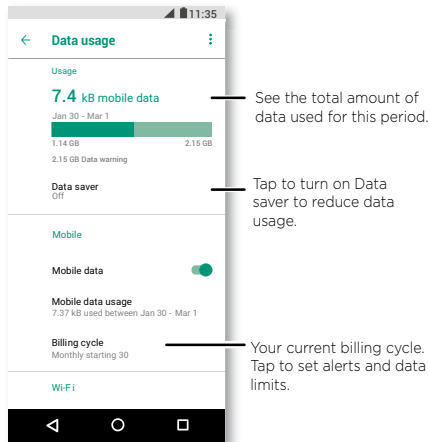 11:35
Data usage
Usage
7.4 kB mobile data
Jan 30 - Mar 1
1.14 GB 2.15 GB
2.15 GB Data warning
Data saver
Off
Mobile
Mobile data
Mobile data usage
7.37 kB used between Jan 30 - Mar 1
Billing cycle
Monthly starting 30
Wi-Fi
See the total amount of
data used for this period.
Tap to turn on Data
saver to reduce data
usage.
Your current billing cycle.
Tap to set alerts and data
limits.